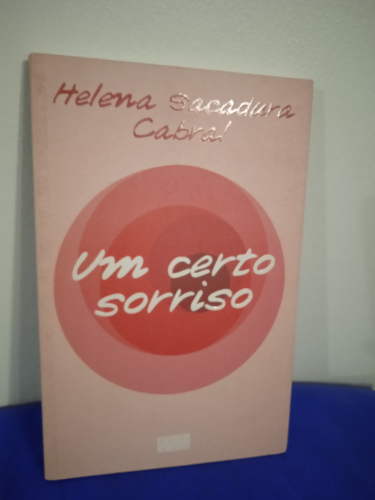 Helena Sacadura
Cabral
Um certo
sorriso